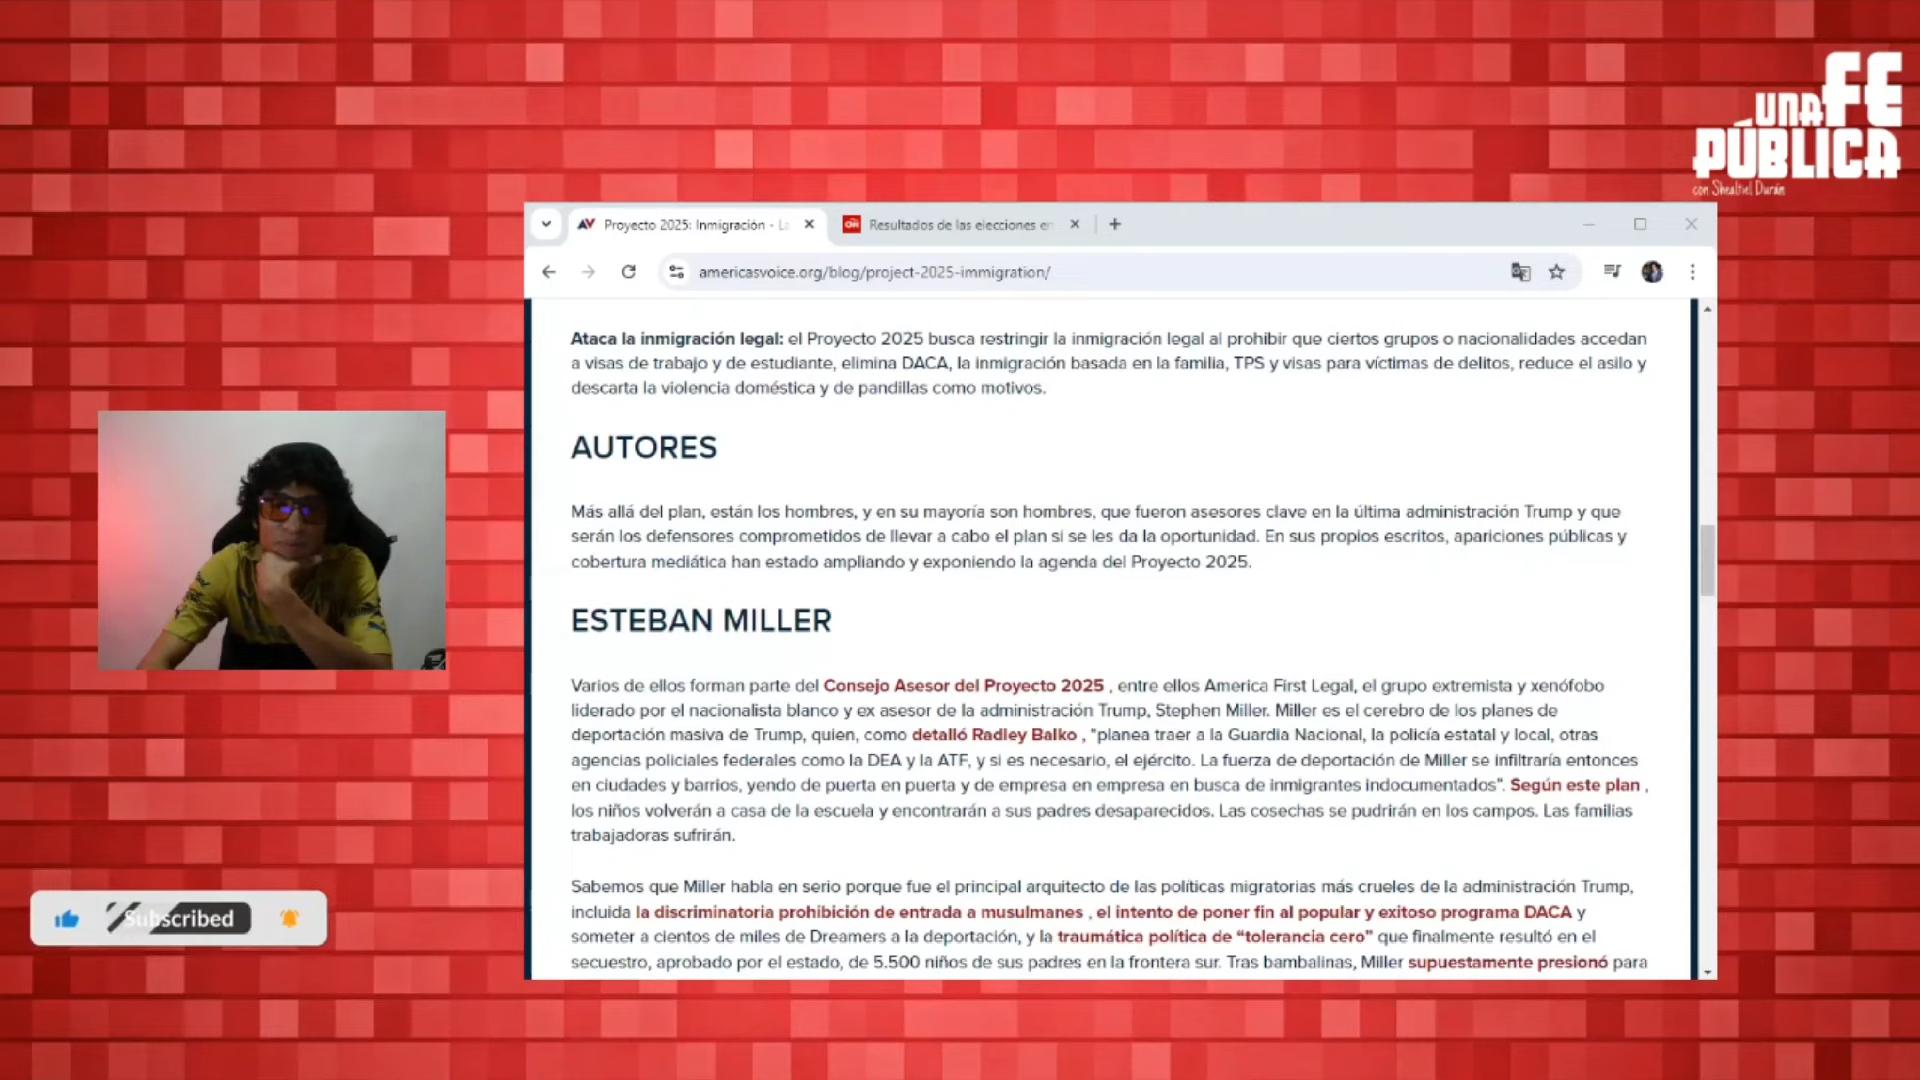 UNA FE
PÚBLICA
con Shealtiel Durán
Proyecto 2025: Inmigración - La
Resultados de las elecciones en
americasvoice.org/blog/project-2025-immigration/
Ataca la inmigración legal: el Proyecto 2025 busca restringir la inmigración legal al prohibir que ciertos grupos o nacionalidades accedan
a visas de trabajo y de estudiante, elimina DACA, la inmigración basada en la familia, TPS y visas para víctimas de delitos, reduce el asilo y
descarta la violencia doméstica y de pandillas como motivos.
AUTORES
Más allá del plan, están los hombres, y en su mayoría son hombres, que fueron asesores clave en la última administración Trump y que
serán los defensores comprometidos de llevar a cabo el plan si se les da la oportunidad. En sus propios escritos, apariciones públicas y
cobertura mediática han estado ampliando y exponiendo la agenda del Proyecto 2025.
ESTEBAN MILLER
Varios de ellos forman parte del Consejo Asesor del Proyecto 2025 , entre ellos America First Legal, el grupo extremista y xenófobo
liderado por el nacionalista blanco y ex asesor de la administración Trump, Stephen Miller. Miller es el cerebro de los planes de
deportación masiva de Trump, quien, como detalló Radley Balko , "planea traer a la Guardia Nacional, la policía estatal y local, otras
agencias policiales federales como la DEA y la ATF, y si es necesario, el ejército. La fuerza de deportación de Miller se infiltraría entonces
en ciudades y barrios, yendo de puerta en puerta y de empresa en empresa en busca de inmigrantes indocumentados". Según este plan ,
los niños volverán a casa de la escuela y encontrarán a sus padres desaparecidos. Las cosechas se pudrirán en los campos. Las familias
trabajadoras sufrirán.
Sabemos que Miller habla en serio porque fue el principal arquitecto de las políticas migratorias más crueles de la administración Trump,
incluida la discriminatoria prohibición de entrada a musulmanes , el intento de poner fin al popular y exitoso programa DACA y
someter a cientos de miles de Dreamers a la deportación, y la traumática política de “tolerancia cero” que finalmente resultó en el
secuestro, aprobado por el estado, de 5.500 niños de sus padres en la frontera sur. Tras bambalinas, Miller supuestamente presionó para
Subscribed